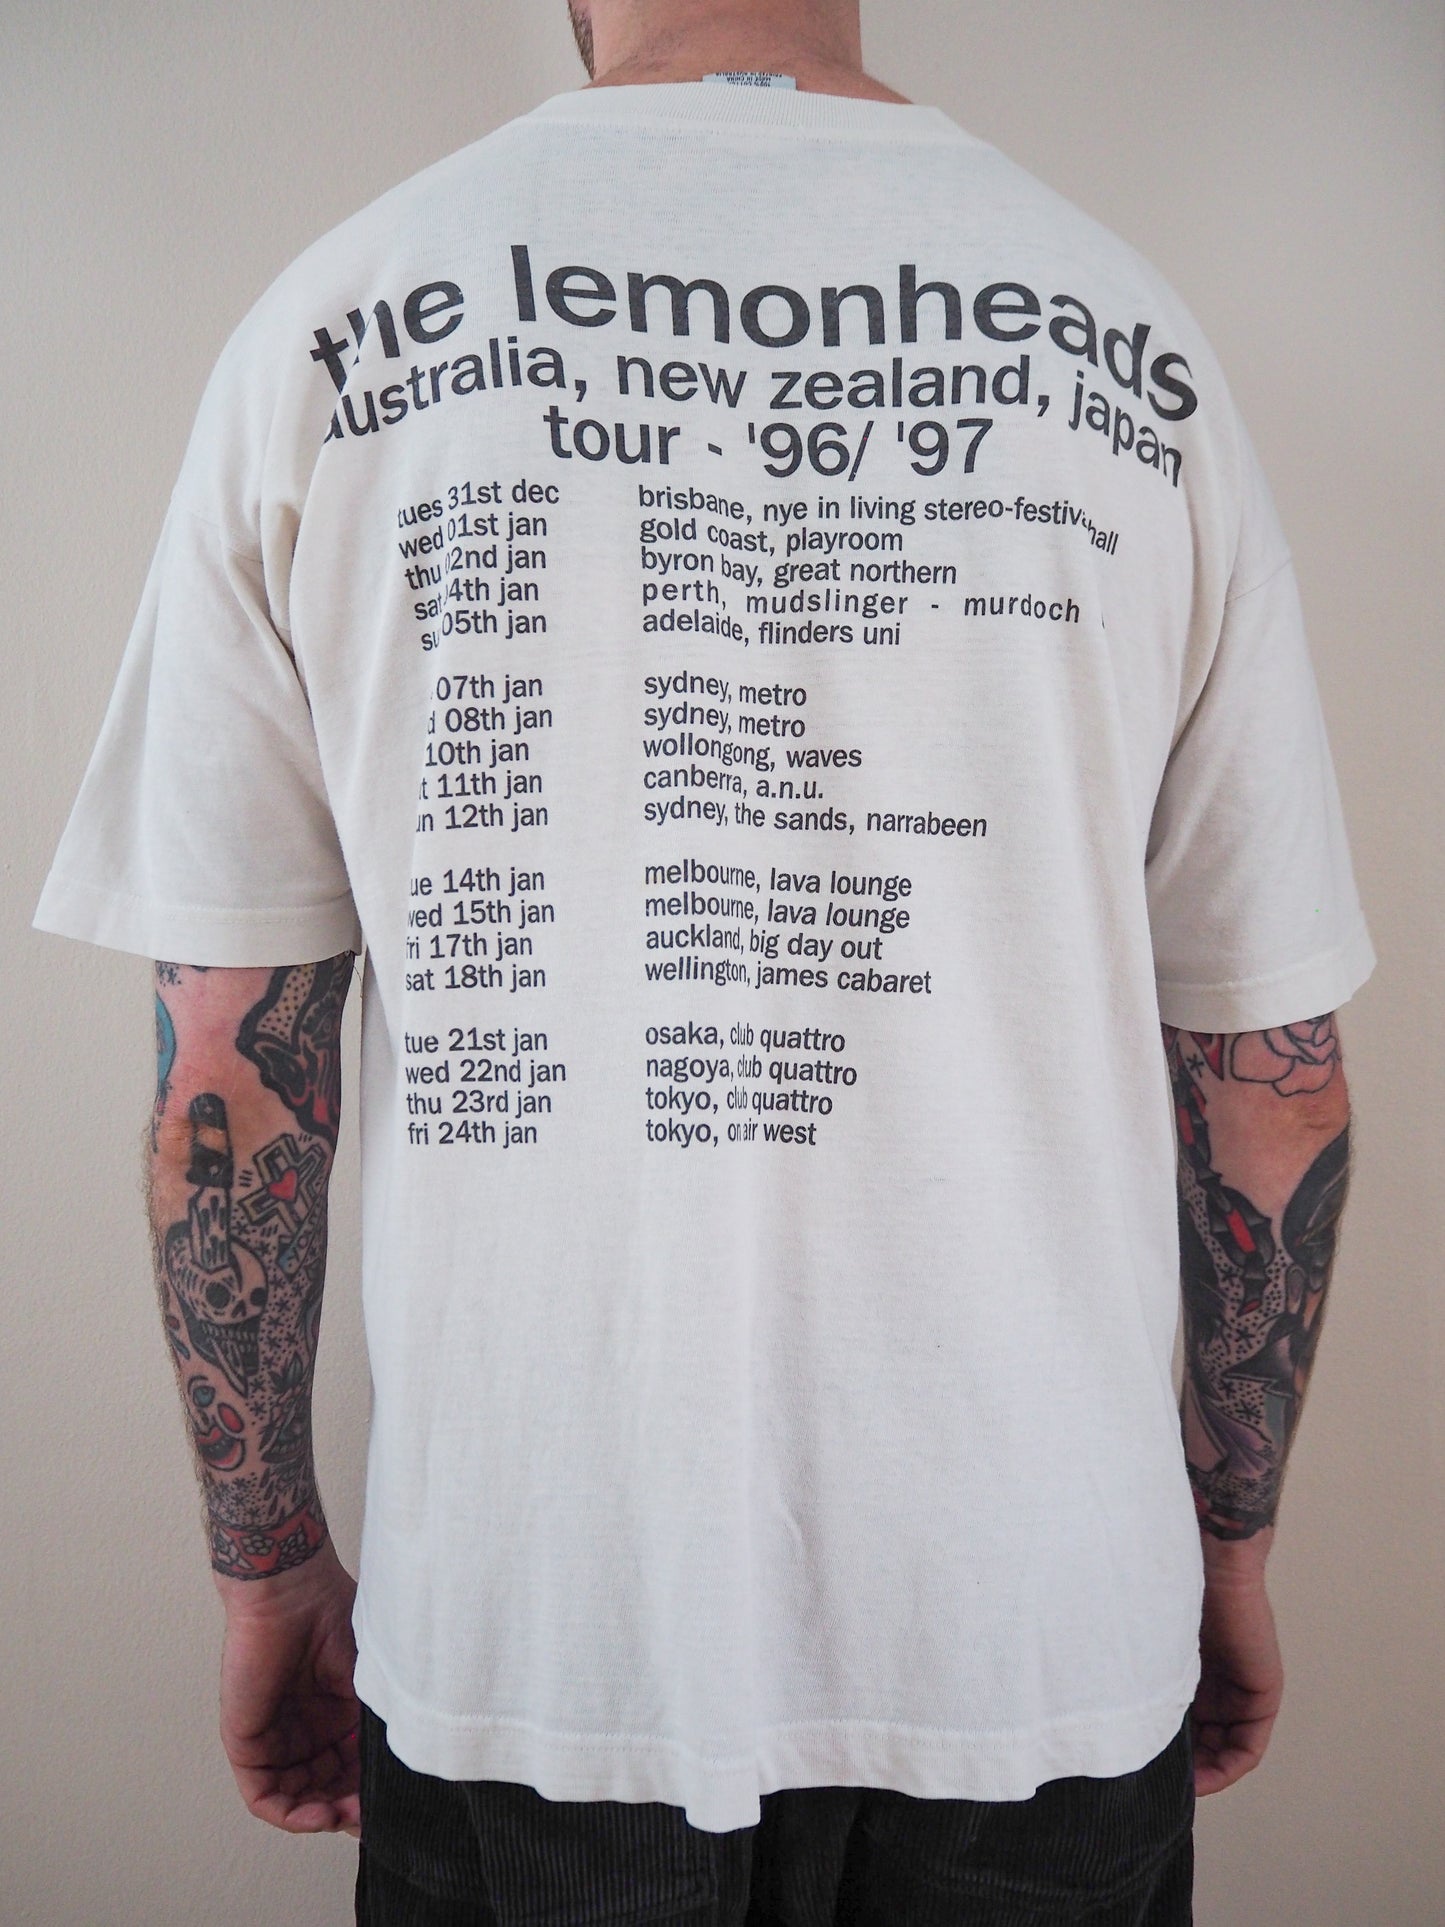 the lemonheads
australia, new zealand, japan
tour - '96/ '97
tues 31st dec brisbane, nye in living stereo-festival hall
wed 01st jan gold coast, playroom
thu 02nd jan byron bay, great northern
sat 04th jan perth, mudslinger - murdoch
05th jan adelaide, flinders uni
07th jan sydney, metro
08th jan sydney, metro
10th jan wollongong, waves
11th jan canberra, a.n.u.
12th jan sydney, the sands, narrabeen
14th jan melbourne, lava lounge
wed 15th jan melbourne, lava lounge
fri 17th jan auckland, big day out
sat 18th jan wellington, james cabaret
tue 21st jan osaka, club quattro
wed 22nd jan nagoya, club quattro
thu 23rd jan tokyo, club quattro
fri 24th jan tokyo, on air west